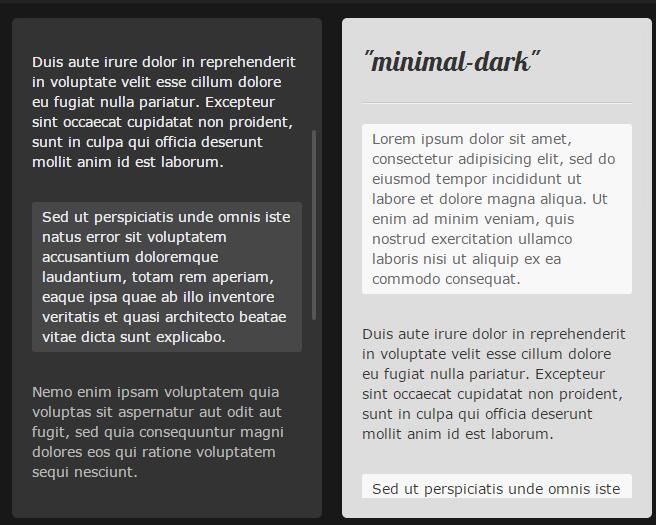 Duis aute irure dolor in reprehenderit
in voluptate velit esse cillum dolore
eu fugiat nulla pariatur. Excepteur
sint occaecat cupidatat non proident,
sunt in culpa qui officia deserunt
mollit anim id est laborum.
Sed ut perspiciatis unde omnis iste
natus error sit voluptatem
accusantium doloremque
laudantium, totam rem aperiam,
eaque ipsa quae ab illo inventore
veritatis et quasi architecto beatae
vitae dicta sunt explicabo.
Nemo enim ipsam voluptatem quia
voluptas sit aspernatur aut odit aut
fugit, sed quia consequuntur magni
dolores eos qui ratione voluptatem
sequi nesciunt.
"minimal-dark"
Lorem ipsum dolor sit amet,
consectetur adipisicing elit, sed do
eiusmod tempor incididunt ut
labore et dolore magna aliqua. Ut
enim ad minim veniam, quis
nostrud exercitation ullamco
laboris nisi ut aliquip ex ea
commodo consequat.
Duis aute irure dolor in reprehenderit
in voluptate velit esse cillum dolore
eu fugiat nulla pariatur. Excepteur
sint occaecat cupidatat non proident,
sunt in culpa qui officia deserunt
mollit anim id est laborum.
Sed ut perspiciatis unde omnis iste